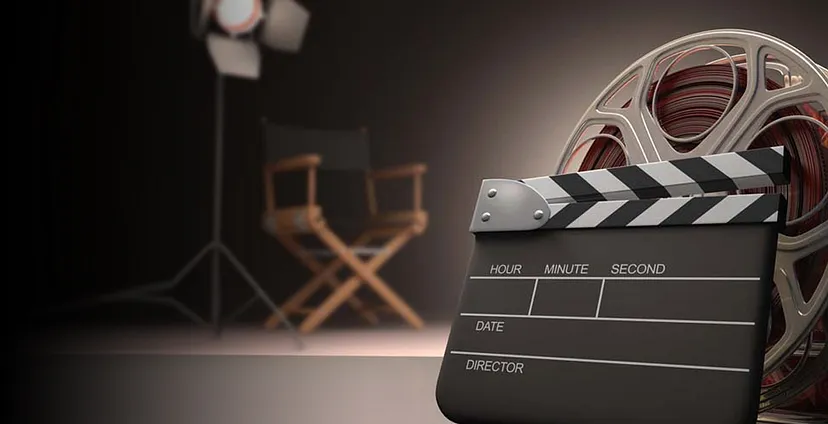 HOUR MINUTE SECOND
DATE
DIRECTOR